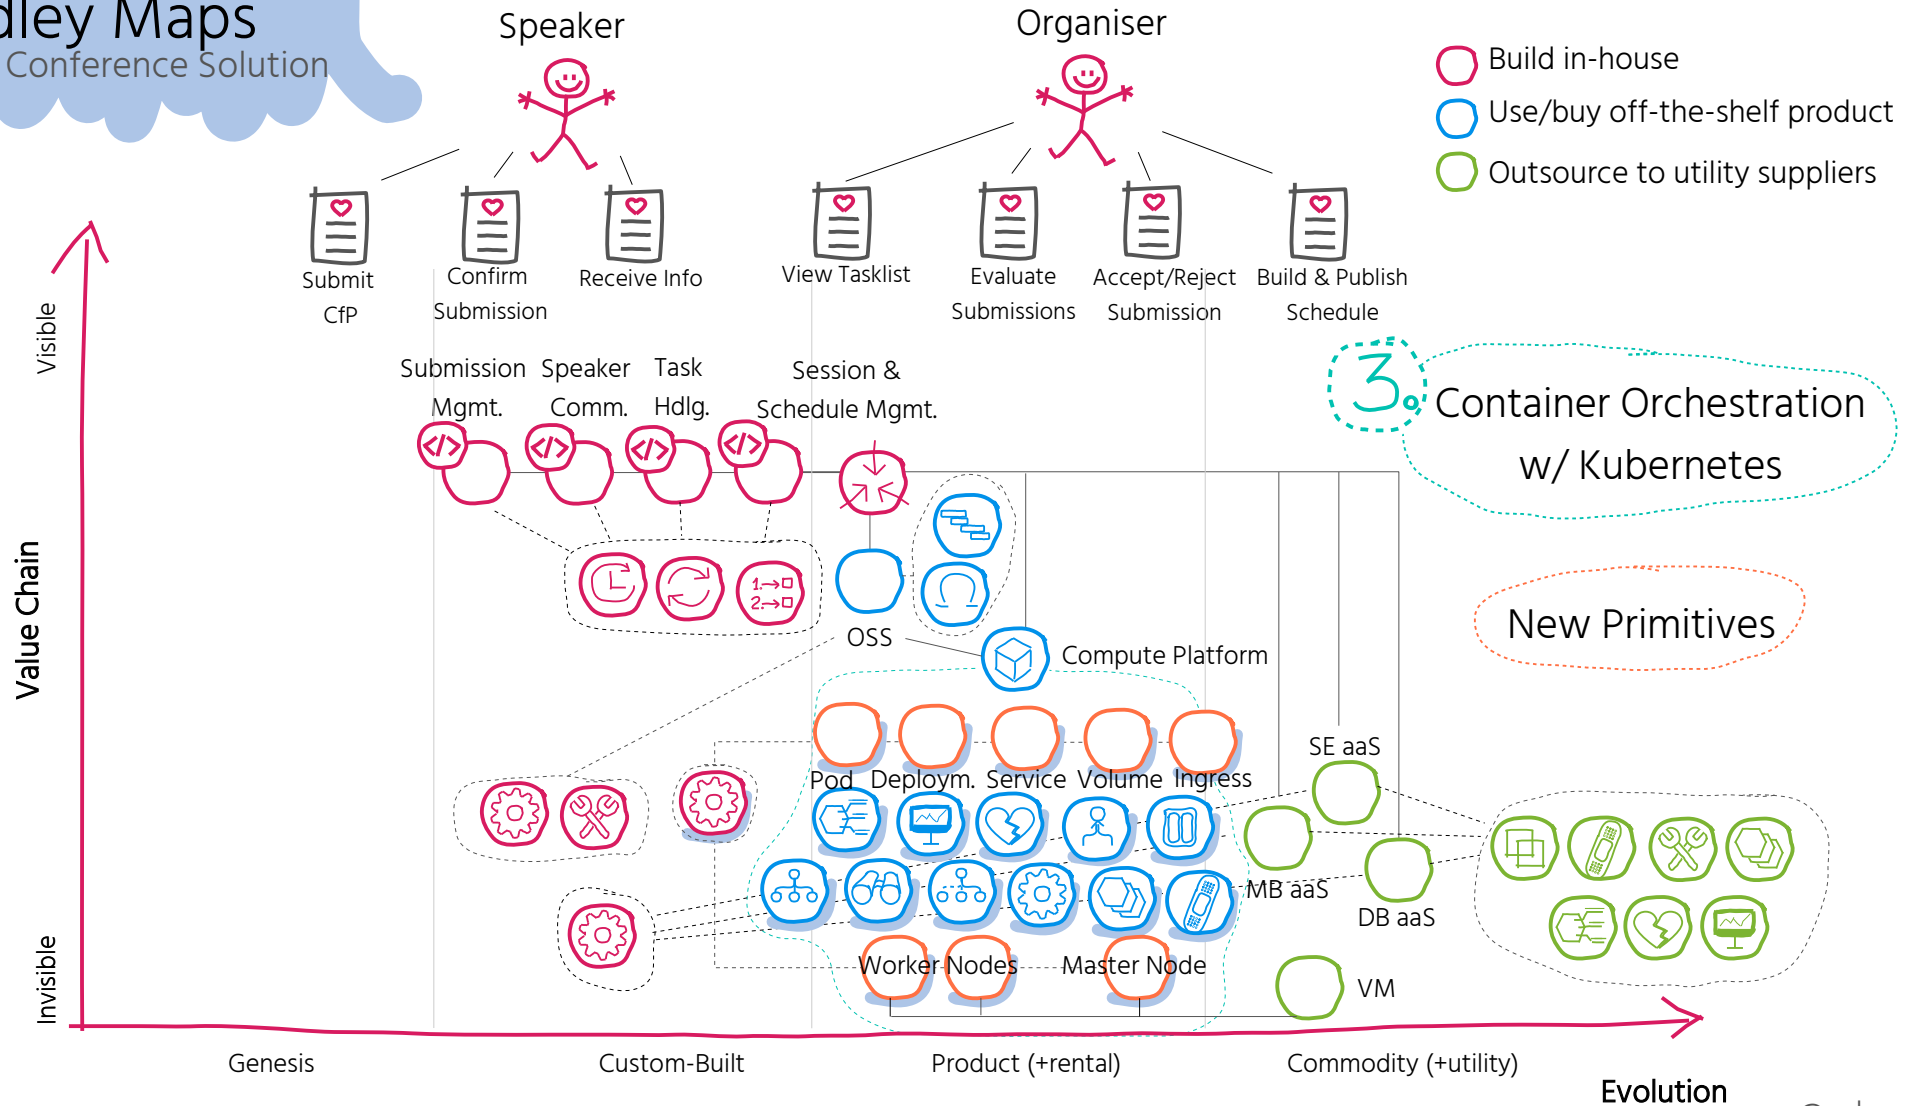 Maps
Conference Solution
Speaker
Organiser
Build in-house
Use/buy off-the-shelf product
Outsource to utility suppliers
Submit
CfP
Confirm
Submission
Receive Info
View Tasklist
Evaluate
Submissions
Accept/Reject
Submission
Build & Publish
Schedule
Visible
Value Chain
Invisible
Submission
Mgmt.
Speaker
Comm.
Task
Hdlg.
Session &
Schedule Mgmt.
</>
</>
</>
</>
3.
Container Orchestration
w/ Kubernetes
New Primitives
1.→□
2.→□
OSS
Compute Platform
Pod
Deploym.
Service
Volume
Ingress
SE aaS
MB aaS
DB aaS
Worker Nodes
Master Node
VM
Genesis
Custom-Built
Product (+rental)
Commodity (+utility)
Evolution